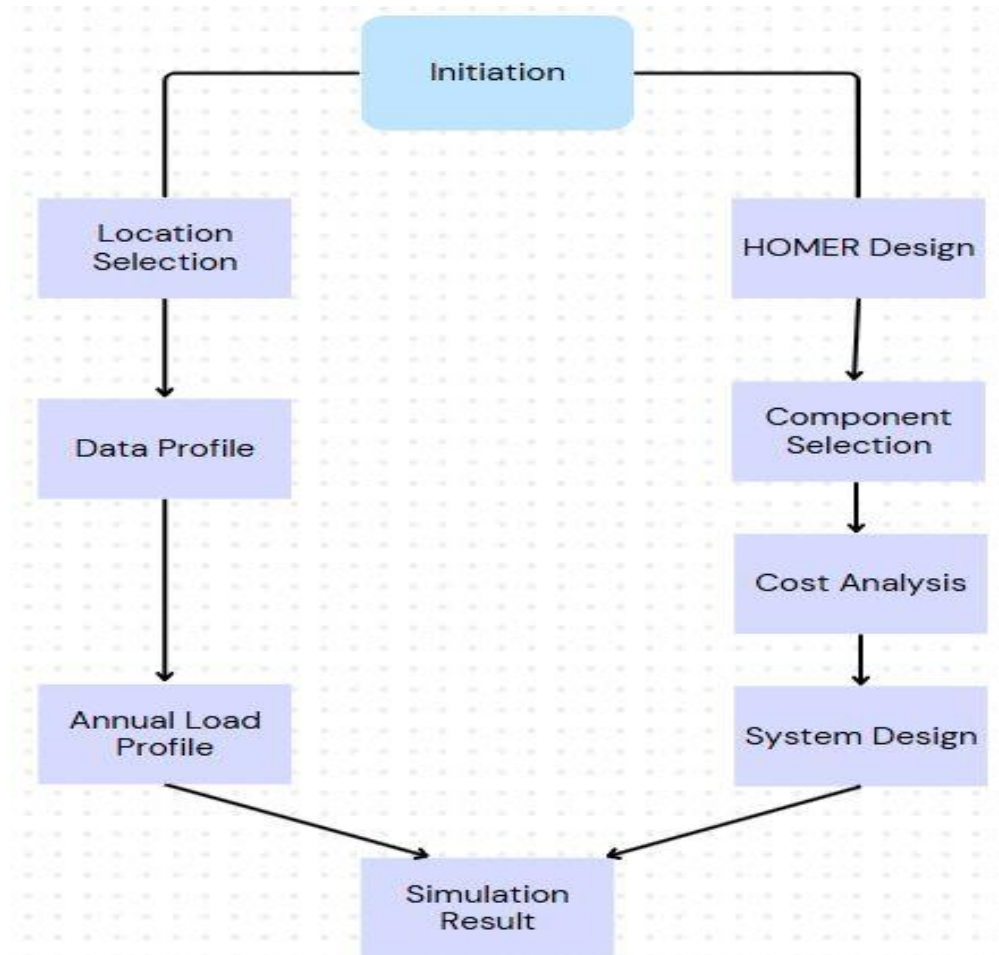 Initiation
Location
Selection
HOMER Design
Data Profile
Component
Selection
Cost Analysis
Annual Load
Profile
System Design
Simulation
Result